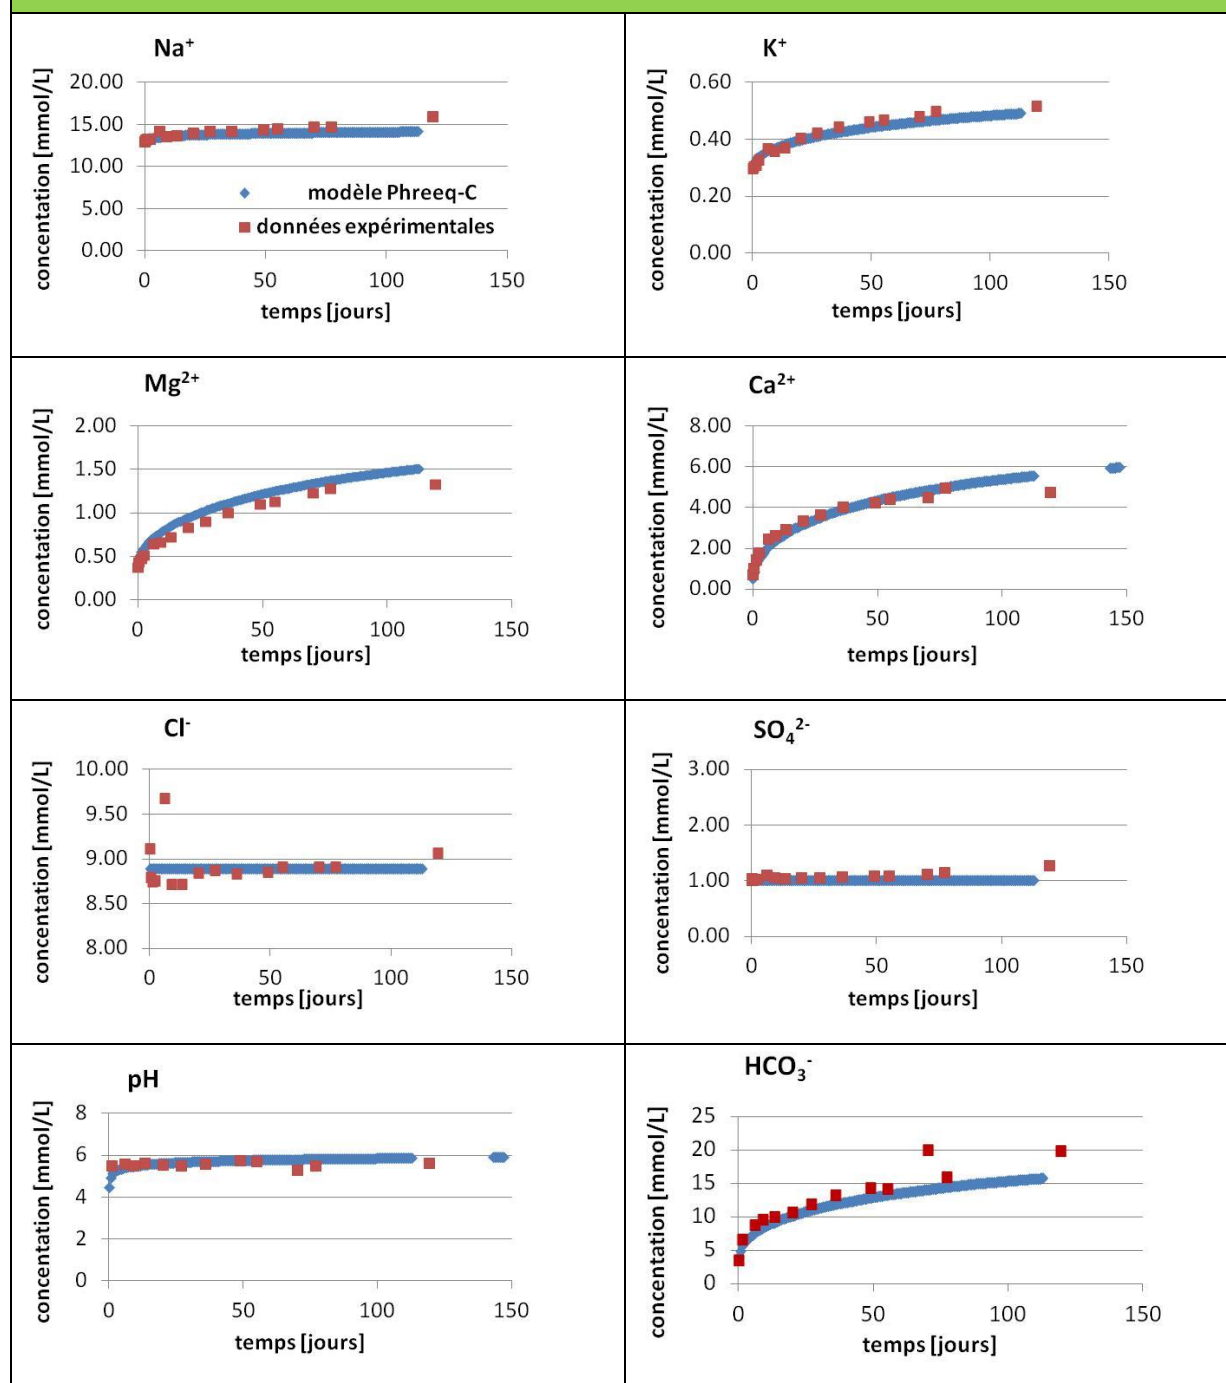 Na⁺
concentation [mmol/L]
20.00
15.00
10.00
5.00
0.00
modèle Phreeq-C
données expérimentales
0 50 100 150
temps [jours]
K⁺
concentation [mmol/L]
0.60
0.40
0.20
0.00
0 50 100 150
temps [jours]
Mg²⁺
concentation [mmol/L]
2.00
1.50
1.00
0.50
0.00
0 50 100 150
temps [jours]
Ca²⁺
concentation [mmol/L]
8.00
6.00
4.00
2.00
0.00
0 50 100 150
temps [jours]
Cl⁻
concentation [mmol/L]
10.00
9.50
9.00
8.50
8.00
0 50 100 150
temps [jours]
SO₄²⁻
concentation [mmol/L]
3.00
2.00
1.00
0.00
0 50 100 150
temps [jours]
pH
concentation [mmol/L]
8
6
4
2
0
0 50 100 150
temps [jours]
HCO₃⁻
concentation [mmol/L]
25
20
15
10
5
0
0 50 100 150
temps [jours]